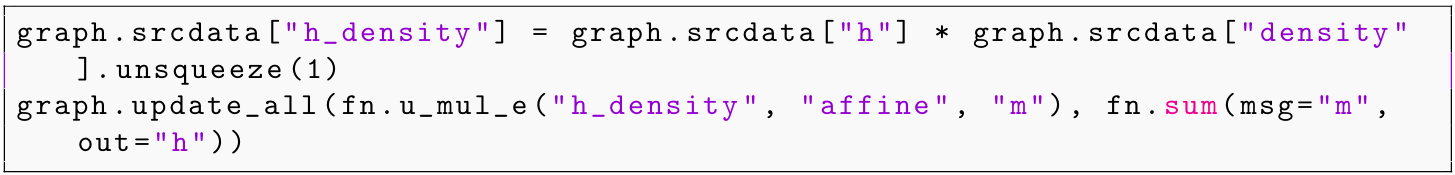 graph.srcdata["h_density"] = graph.srcdata["h"] * graph.srcdata["density"
].unsqueeze(1)
graph.update_all(fn.u_mul_e("h_density", "affine", "m"), fn.sum(msg="m",
out="h"))